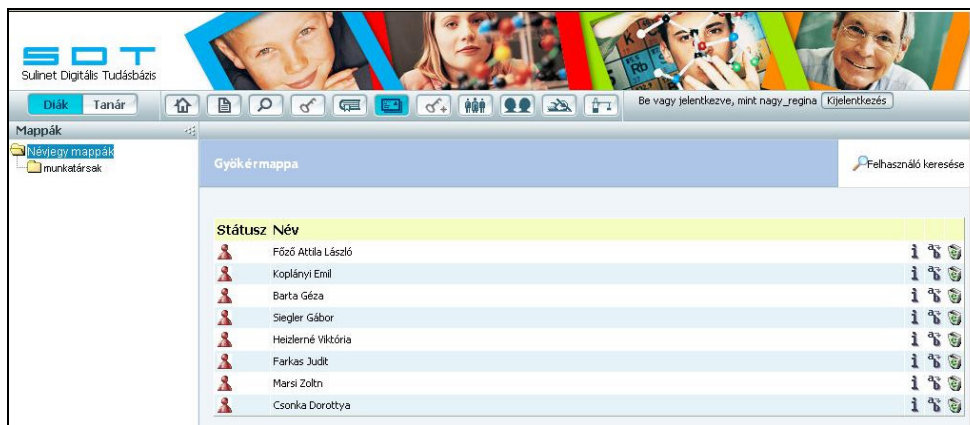 SDT
Sulinet Digitális Tudásbázis
Diák Tanár
Be vagy jelentkezve, mint nagy_regina Kijelentkezés
Mappák
Névjegy mappák
munkatársak
Gyökérmappa
Felhasználó keresése
Státusz Név
Főző Attila László
Koplányi Emil
Barta Géza
Siegler Gábor
Heizlerné Viktória
Farkas Judit
Marsi Zoltn
Csonka Dorottya